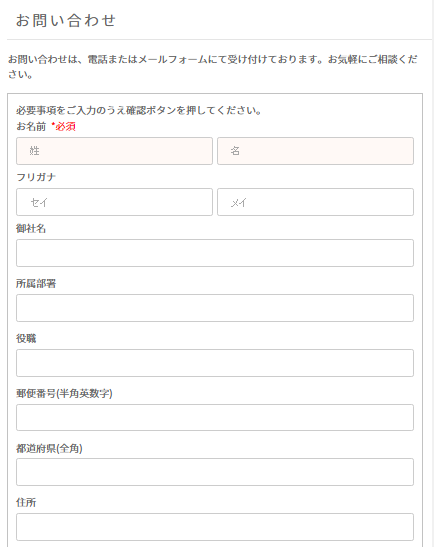 お問い合わせ
お問い合わせは、電話またはメールフォームにて受け付けております。お気軽にご相談くだ
さい。
必要事項をご入力のうえ確認ボタンを押してください。
お名前 *必須
姓 名
フリガナ
セイ メイ
御社名
所属部署
役職
郵便番号(半角英数字)
都道府県(全角)
住所